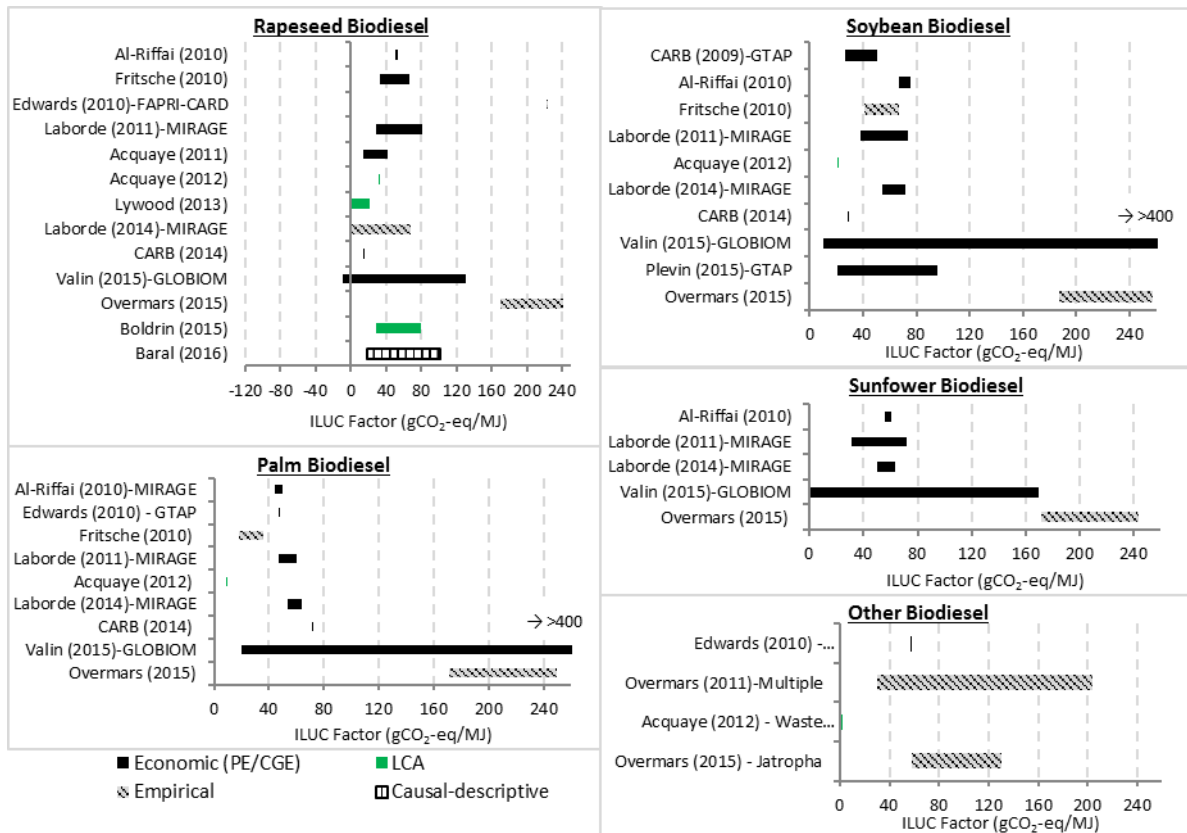 Rapeseed Biodiesel
Al-Riffai (2010)
Fritsche (2010)
Edwards (2010)-FAPRI-CARD
Laborde (2011)-MIRAGE
Acquaye (2011)
Acquaye (2012)
Lywood (2013)
Laborde (2014)-MIRAGE
CARB (2014)
Valin (2015)-GLOBIOM
Overmars (2015)
Boldrin (2015)
Baral (2016)
-120 -80 -40 0 40 80 120 160 200 240
ILUC Factor (gCO₂-eq/MJ)
Palm Biodiesel
Al-Riffai (2010)-MIRAGE
Edwards (2010) - GTAP
Fritsche (2010)
Laborde (2011)-MIRAGE
Acquaye (2012)
Laborde (2014)-MIRAGE
CARB (2014)
→ >400
Valin (2015)-GLOBIOM
Overmars (2015)
0 40 80 120 160 200 240
ILUC Factor (gCO₂-eq/MJ)
Economic (PE/CGE)
LCA
Empirical
Causal-descriptive
Soybean Biodiesel
CARB (2009)-GTAP
Al-Riffai (2010)
Fritsche (2010)
Laborde (2011)-MIRAGE
Acquaye (2012)
Laborde (2014)-MIRAGE
CARB (2014)
→ >400
Valin (2015)-GLOBIOM
Plevin (2015)-GTAP
Overmars (2015)
0 40 80 120 160 200 240
ILUC Factor (gCO₂-eq/MJ)
Sunfower Biodiesel
Al-Riffai (2010)
Laborde (2011)-MIRAGE
Laborde (2014)-MIRAGE
Valin (2015)-GLOBIOM
Overmars (2015)
0 40 80 120 160 200 240
ILUC Factor (gCO₂-eq/MJ)
Other Biodiesel
Edwards (2010) -...
Overmars (2011)-Multiple
Acquaye (2012) - Waste...
Overmars (2015) - Jatropha
0 40 80 120 160 200 240
ILUC Factor (gCO₂-eq/MJ)